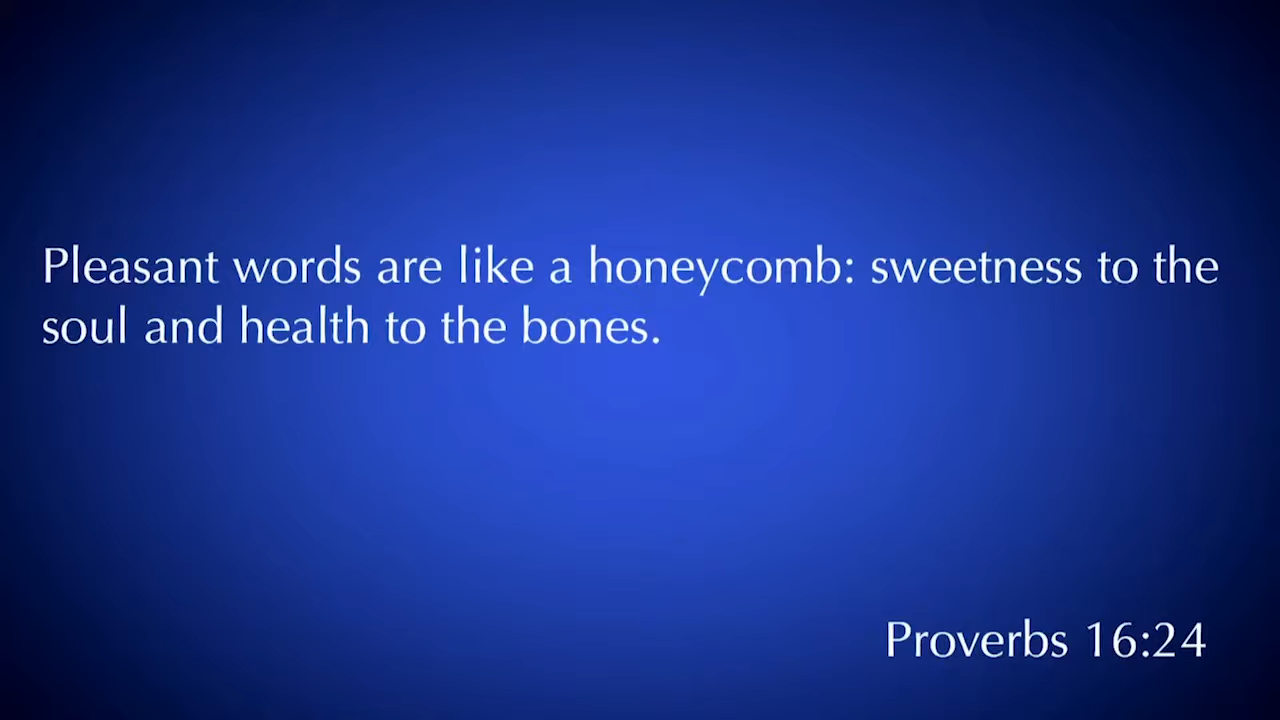 Pleasant words are like a honeycomb: sweetness to the
soul and health to the bones.
Proverbs 16:24